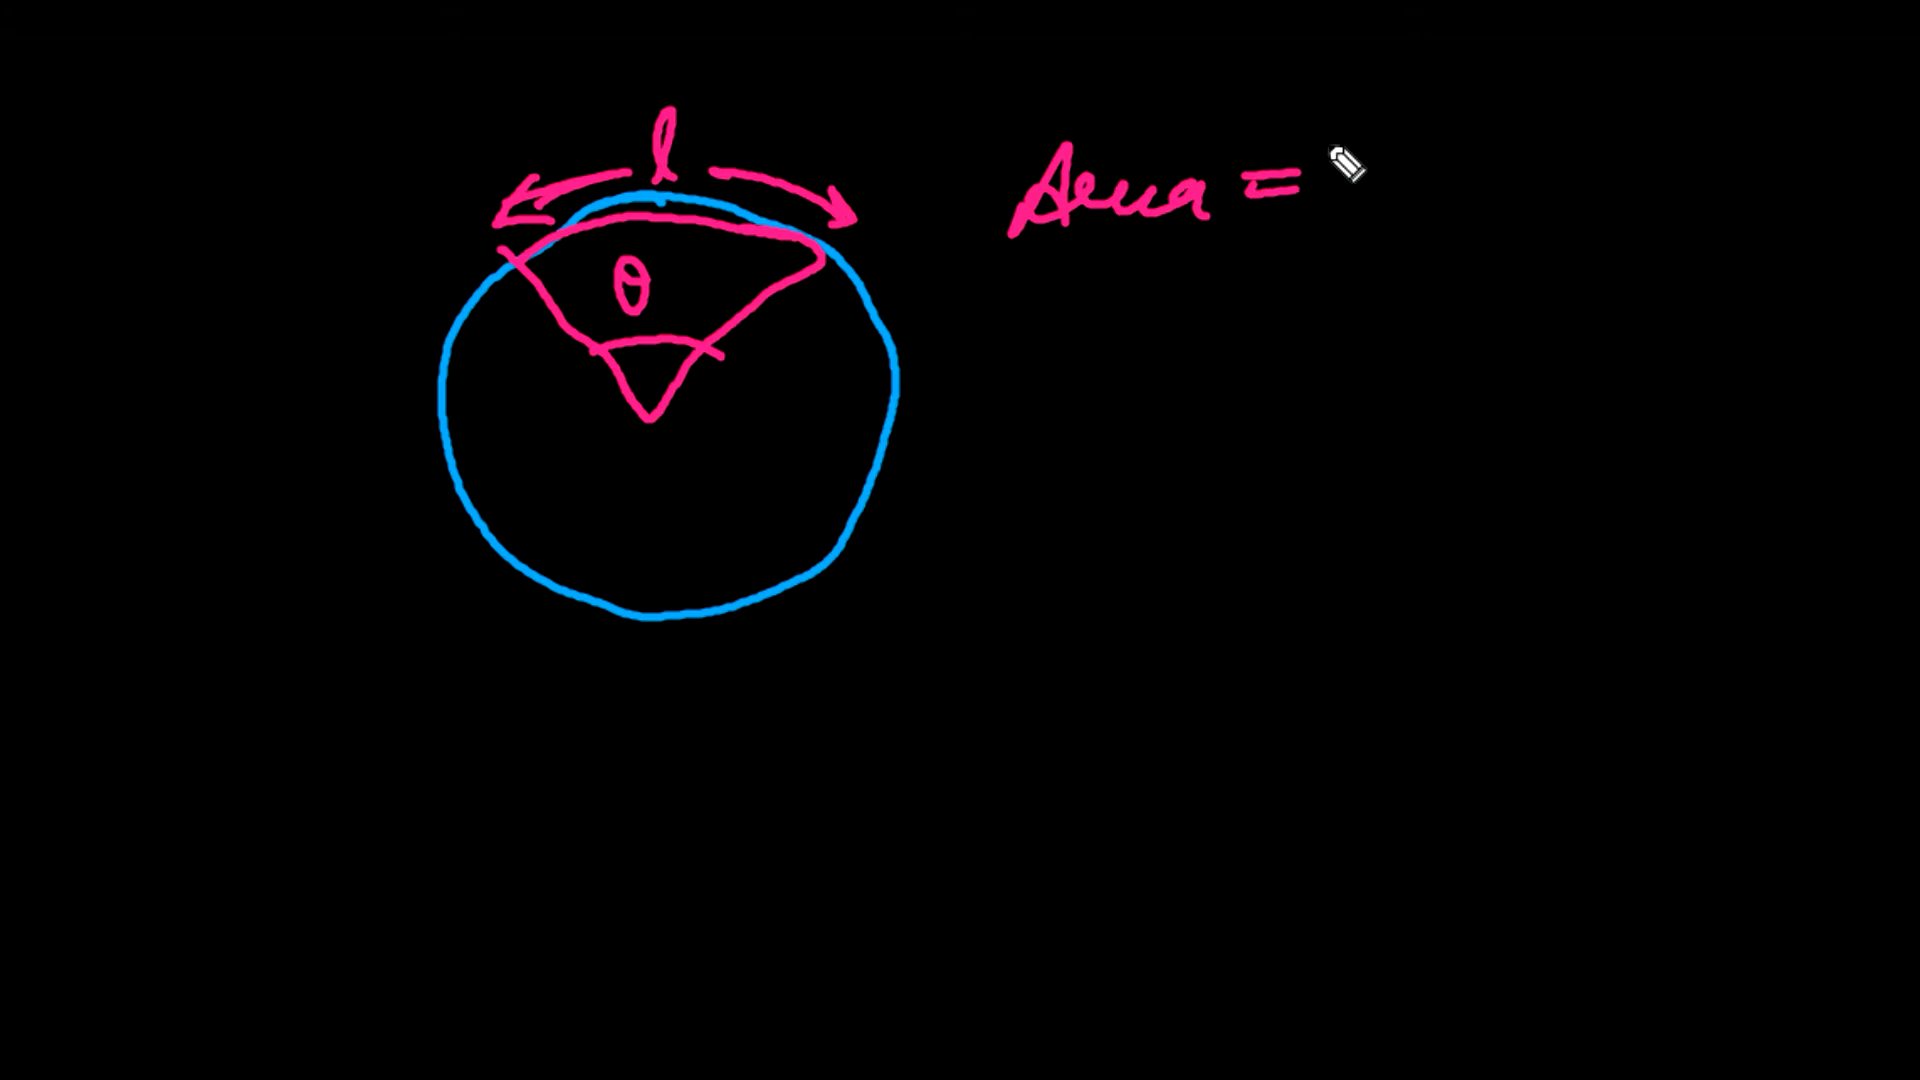 l
Area =
θ